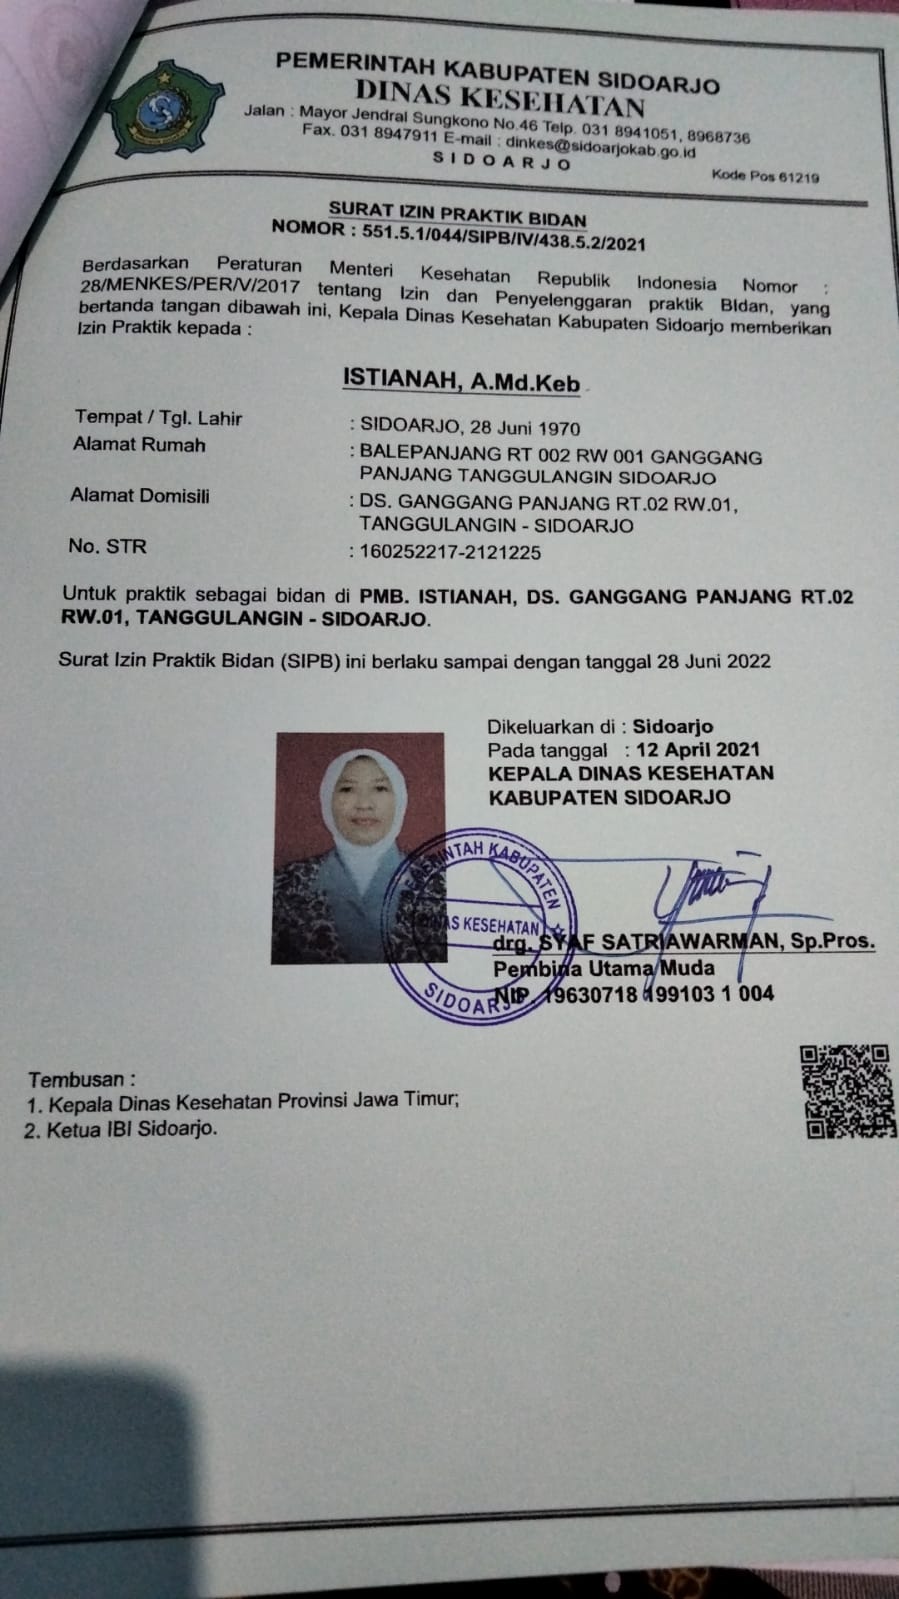 PEMERINTAH KABUPATEN SIDOARJO
DINAS KESEHATAN
Jalan : Mayor Jendral Sungkono No.46 Telp. 031 8941051, 8968736
Fax. 031 8947911 E-mail : dinkes@sidoarjokab.go.id
S I D O A R J O
Kode Pos 61219
SURAT IZIN PRAKTIK BIDAN
NOMOR : 551.5.1/044/SIPB/IV/438.5.2/2021
Berdasarkan Peraturan Menteri Kesehatan Republik Indonesia Nomor :
28/MENKES/PER/V/2017 tentang Izin dan Penyelenggaran praktik BIdan, yang
bertanda tangan dibawah ini, Kepala Dinas Kesehatan Kabupaten Sidoarjo memberikan
Izin Praktik kepada :
ISTIANAH, A.Md.Keb
Tempat / Tgl. Lahir : SIDOARJO, 28 Juni 1970
Alamat Rumah : BALEPANJANG RT 002 RW 001 GANGGANG
PANJANG TANGGULANGIN SIDOARJO
Alamat Domisili : DS. GANGGANG PANJANG RT.02 RW.01,
TANGGULANGIN - SIDOARJO
No. STR : 160252217-2121225
Untuk praktik sebagai bidan di PMB. ISTIANAH, DS. GANGGANG PANJANG RT.02
RW.01, TANGGULANGIN - SIDOARJO.
Surat Izin Praktik Bidan (SIPB) ini berlaku sampai dengan tanggal 28 Juni 2022
Dikeluarkan di : Sidoarjo
Pada tanggal : 12 April 2021
KEPALA DINAS KESEHATAN
KABUPATEN SIDOARJO
PEMERINTAH KABUPATEN
DINAS KESEHATAN
SIDOARJO
drg. SYAF SATRIAWARMAN, Sp.Pros.
Pembina Utama Muda
NIP. 19630718 199103 1 004
Tembusan :
1. Kepala Dinas Kesehatan Provinsi Jawa Timur;
2. Ketua IBI Sidoarjo.